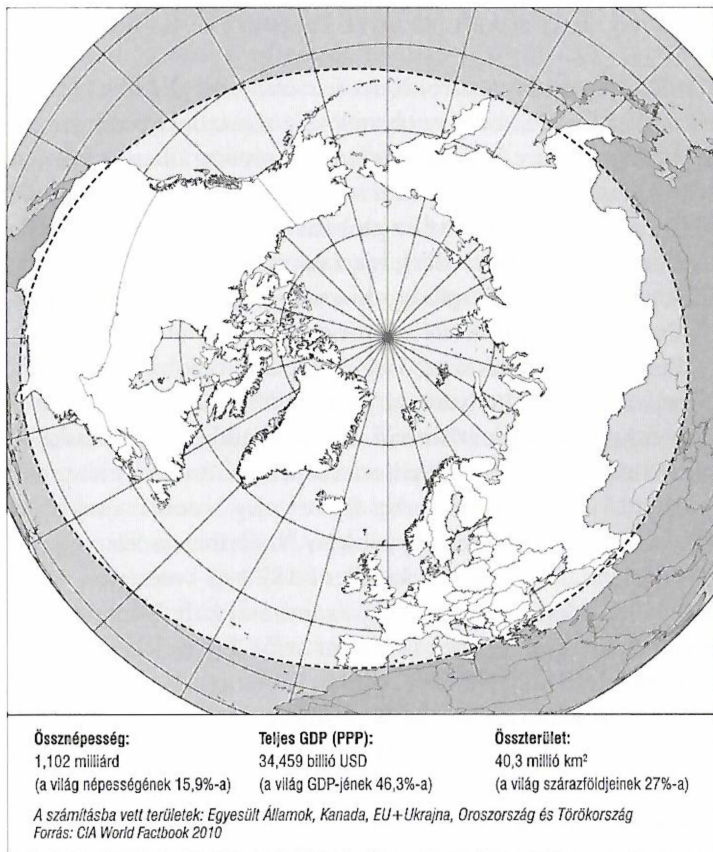 Össznépesség:
1,102 milliárd
(a világ népességének 15,9%-a)
Teljes GDP (PPP):
34,459 billió USD
(a világ GDP-jének 46,3%-a)
Összterület:
40,3 millió km²
(a világ szárazföldjeinek 27%-a)
A számításba vett területek: Egyesült Államok, Kanada, EU+Ukrajna, Oroszország és Törökország
Forrás: CIA World Factbook 2010